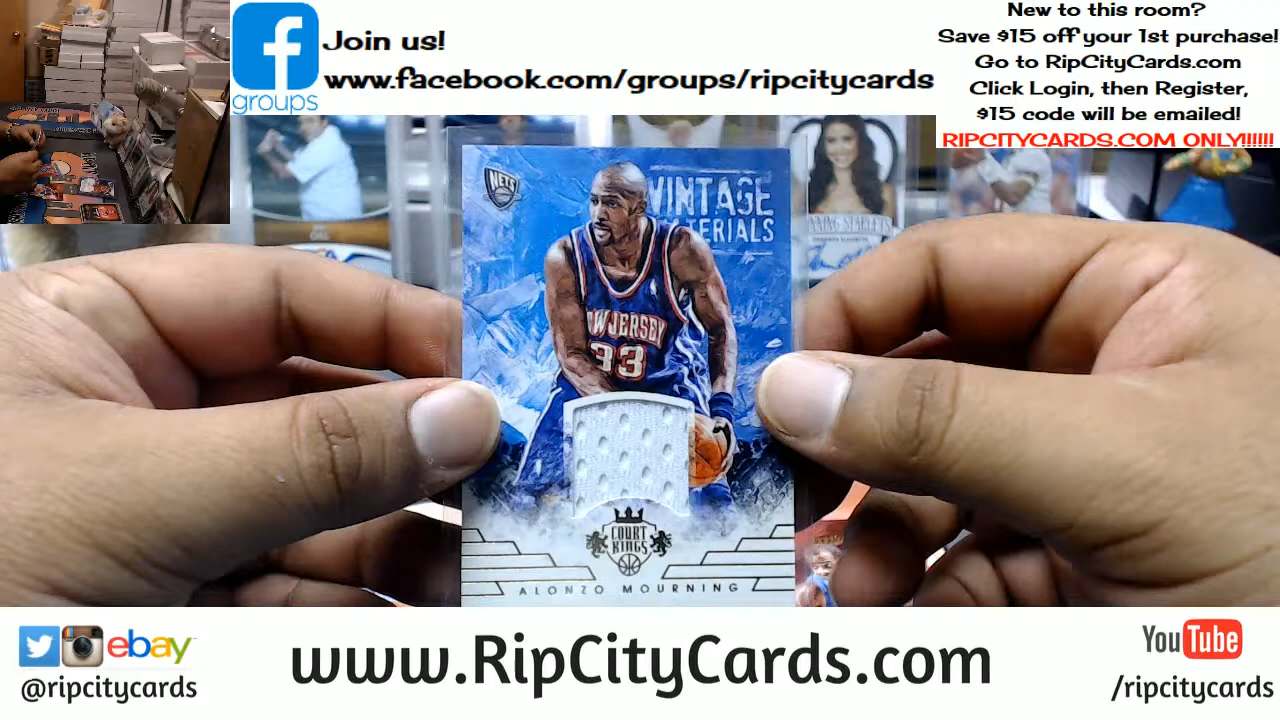 Join us!
www.facebook.com/groups/ripcitycards
groups
New to this room?
Save $15 off your 1st purchase!
Go to RipCityCards.com
Click Login, then Register,
$15 code will be emailed!
RIPCITYCARDS.COM ONLY!!!!!!
NETS
VINTAGE
NEW JERSEY
33
COURT
KINGS
ALONZO MOURNING
ebay
@ripcitycards
www.RipCityCards.com
YouTube
/ripcitycards